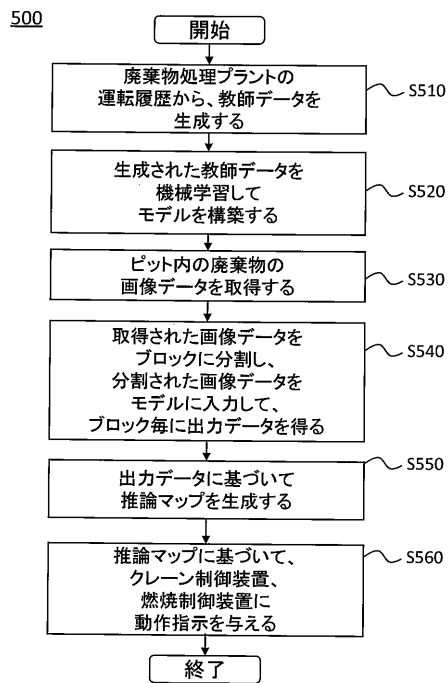 500
開始
廃棄物処理プラントの
運転履歴から、教師データを
生成する
S510
生成された教師データを
機械学習して
モデルを構築する
S520
ピット内の廃棄物の
画像データを取得する
S530
取得された画像データを
ブロックに分割し、
分割された画像データを
モデルに入力して、
ブロック毎に出力データを得る
S540
出力データに基づいて
推論マップを生成する
S550
推論マップに基づいて、
クレーン制御装置、
燃焼制御装置に
動作指示を与える
S560
終了